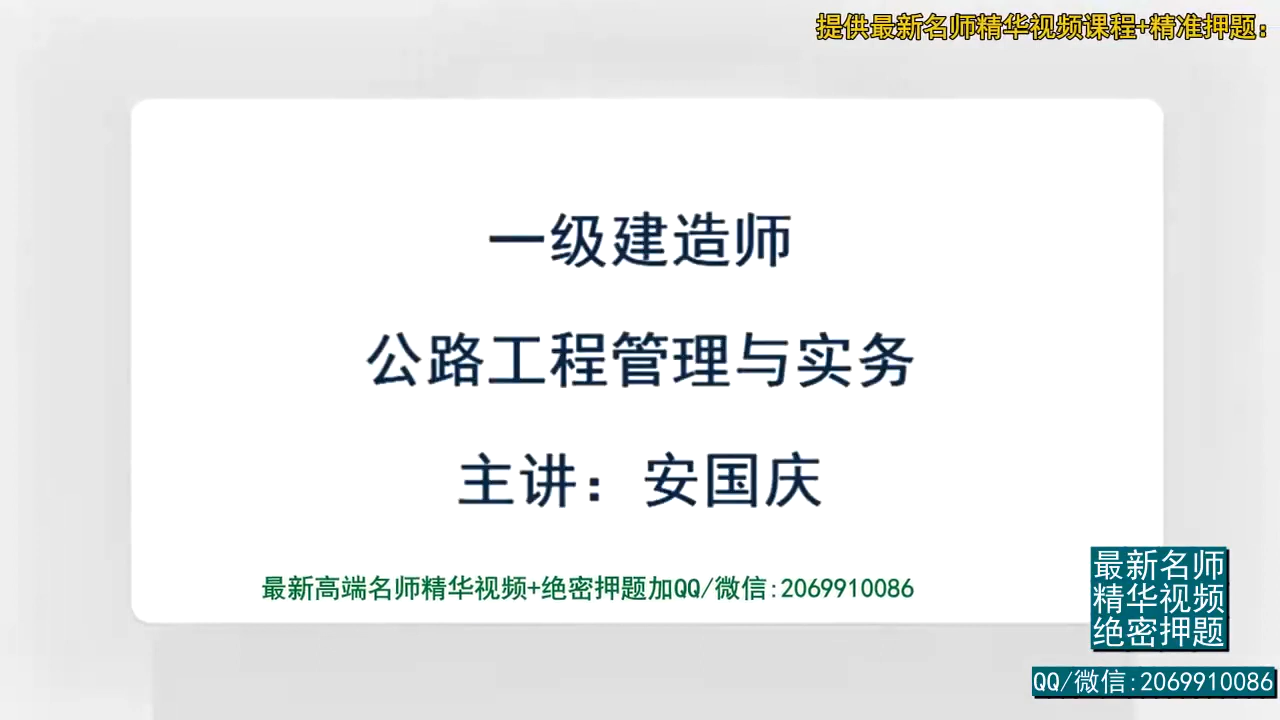 提供最新名师精华视频课程+精准押题：
一级建造师
公路工程管理与实务
主讲：安国庆
最新高端名师精华视频+绝密押题加QQ/微信:2069910086
最新名师
精华视频
绝密押题
QQ/微信:2069910086